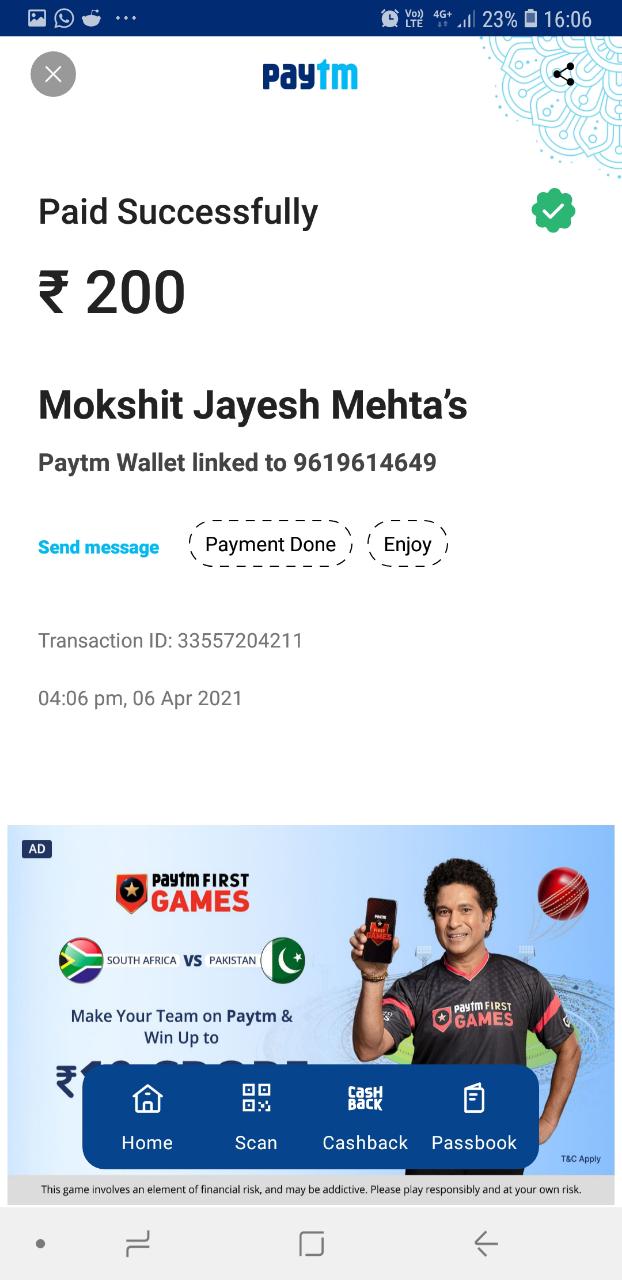 Vo))
LTE
4G+
23%
16:06
paytm
Paid Successfully
₹ 200
Mokshit Jayesh Mehta’s
Paytm Wallet linked to 9619614649
Send message
Payment Done
Enjoy
Transaction ID: 33557204211
04:06 pm, 06 Apr 2021
AD
paytm FIRST
GAMES
SOUTH AFRICA VS PAKISTAN
Make Your Team on Paytm &
Win Up to
₹
paytm FIRST
GAMES
Home
Scan
CASH
BACK
Cashback
Passbook
T&C Apply
This game involves an element of financial risk, and may be addictive. Please play responsibly and at your own risk.